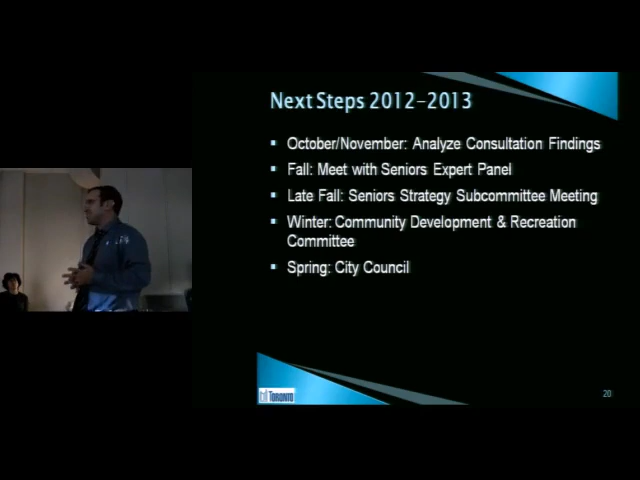 Next Steps 2012-2013
October/November: Analyze Consultation Findings
Fall: Meet with Seniors Expert Panel
Late Fall: Seniors Strategy Subcommittee Meeting
Winter: Community Development & Recreation
Committee
Spring: City Council
TORONTO
20